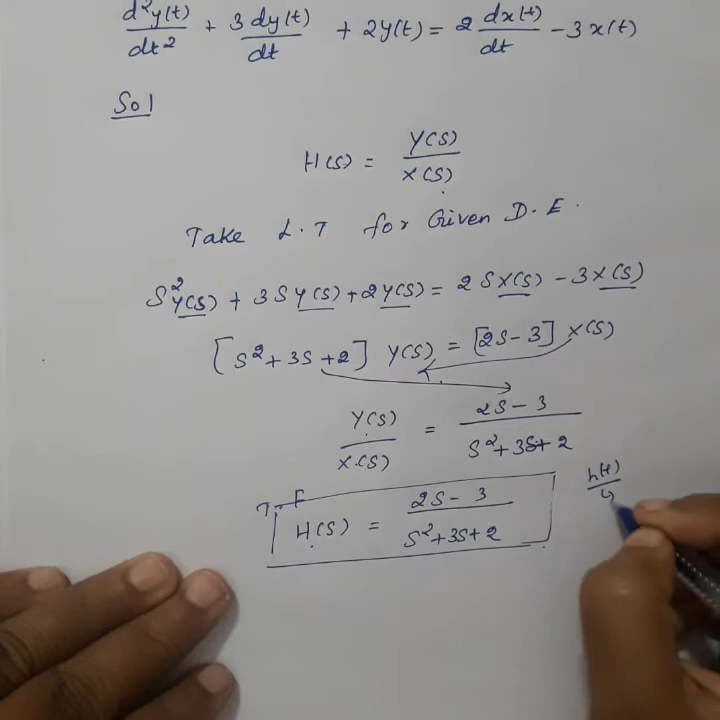 d²y(t)/dt² + 3 dy(t)/dt + 2y(t) = 2 dx(t)/dt - 3x(t)
Sol
H(s) = Y(s)/X(s)
Take L.T for Given D.E.
S²Y(s) + 3SY(s) + 2Y(s) = 2SX(s) - 3X(s)
[S²+3S+2] Y(s) = [2S-3] X(s)
Y(s)/X(s) = 2S-3/S²+3S+2
T.F
H(s) = 2S-3/S²+3S+2
h(t)